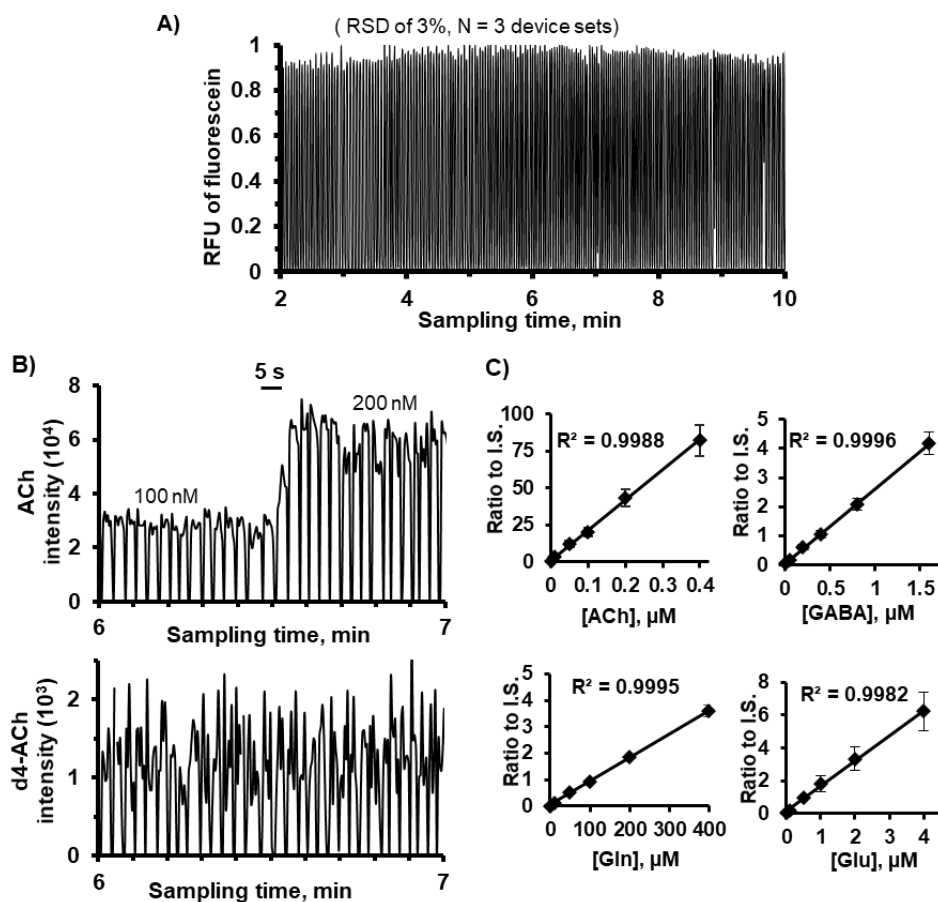 A)
( RSD of 3%, N = 3 device sets)
RFU of fluorescein
1
0.8
0.6
0.4
0.2
0
2 4 6 8 10
Sampling time, min
B)
5 s
ACh
intensity (10⁴)
8
6
4
2
0
100 nM
200 nM
6 7
Sampling time, min
d4-ACh
intensity (10³)
2
1
0
6 7
Sampling time, min
C)
Ratio to I.S.
100
75
50
25
0
R² = 0.9988
0 0.1 0.2 0.3 0.4
[ACh], µM
Ratio to I.S.
5
4
3
2
1
0
R² = 0.9996
0 0.5 1 1.5
[GABA], µM
Ratio to I.S.
5
4
3
2
1
0
R² = 0.9995
0 100 200 300 400
[Gln], µM
Ratio to I.S.
8
6
4
2
0
R² = 0.9982
0 1 2 3 4
[Glu], µM